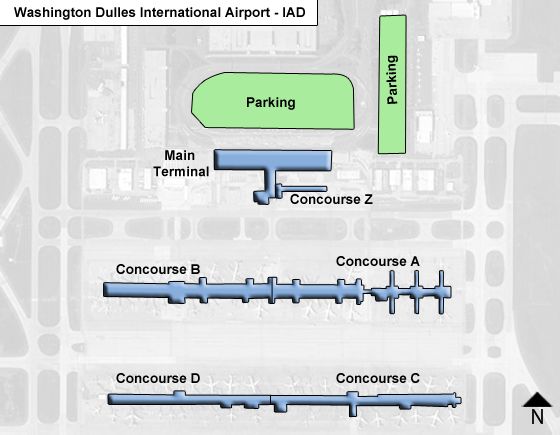 Washington Dulles International Airport - IAD
Parking
Parking
Main
Terminal
Concourse Z
Concourse A
Concourse B
Concourse D
Concourse C
N